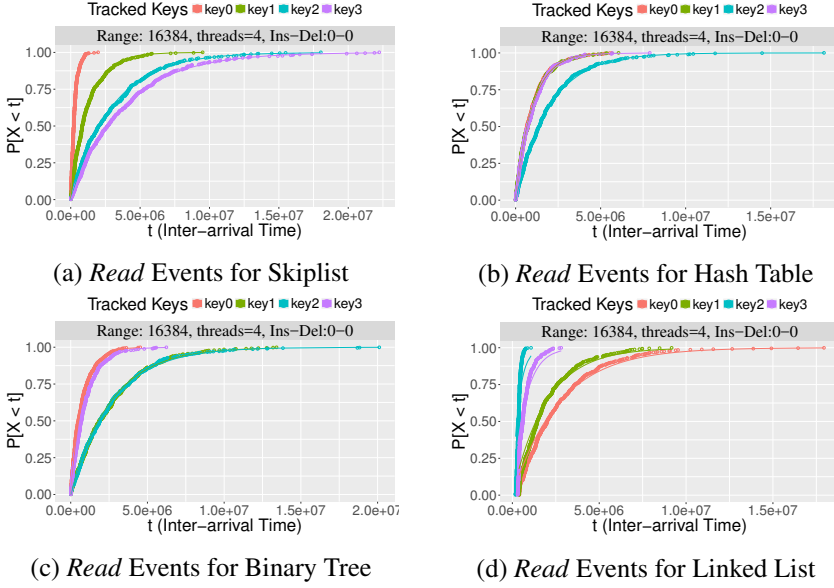 Tracked Keys key0 key1 key2 key3
Range: 16384, threads=4, Ins−Del:0−0
1.00
0.75
0.50
0.25
0.00
P[X < t]
0.0e+00 5.0e+06 1.0e+07 1.5e+07 2.0e+07
t (Inter−arrival Time)
(a) Read Events for Skiplist
Tracked Keys key0 key1 key2 key3
Range: 16384, threads=4, Ins−Del:0−0
1.00
0.75
0.50
0.25
0.00
P[X < t]
0.0e+00 5.0e+06 1.0e+07 1.5e+07
t (Inter−arrival Time)
(b) Read Events for Hash Table
Tracked Keys key0 key1 key2 key3
Range: 16384, threads=4, Ins−Del:0−0
1.00
0.75
0.50
0.25
0.00
P[X < t]
0.0e+00 5.0e+06 1.0e+07 1.5e+07 2.0e+07
t (Inter−arrival Time)
(c) Read Events for Binary Tree
Tracked Keys key0 key1 key2 key3
Range: 16384, threads=4, Ins−Del:0−0
1.00
0.75
0.50
0.25
0.00
P[X < t]
0.0e+00 5.0e+06 1.0e+07 1.5e+07
t (Inter−arrival Time)
(d) Read Events for Linked List